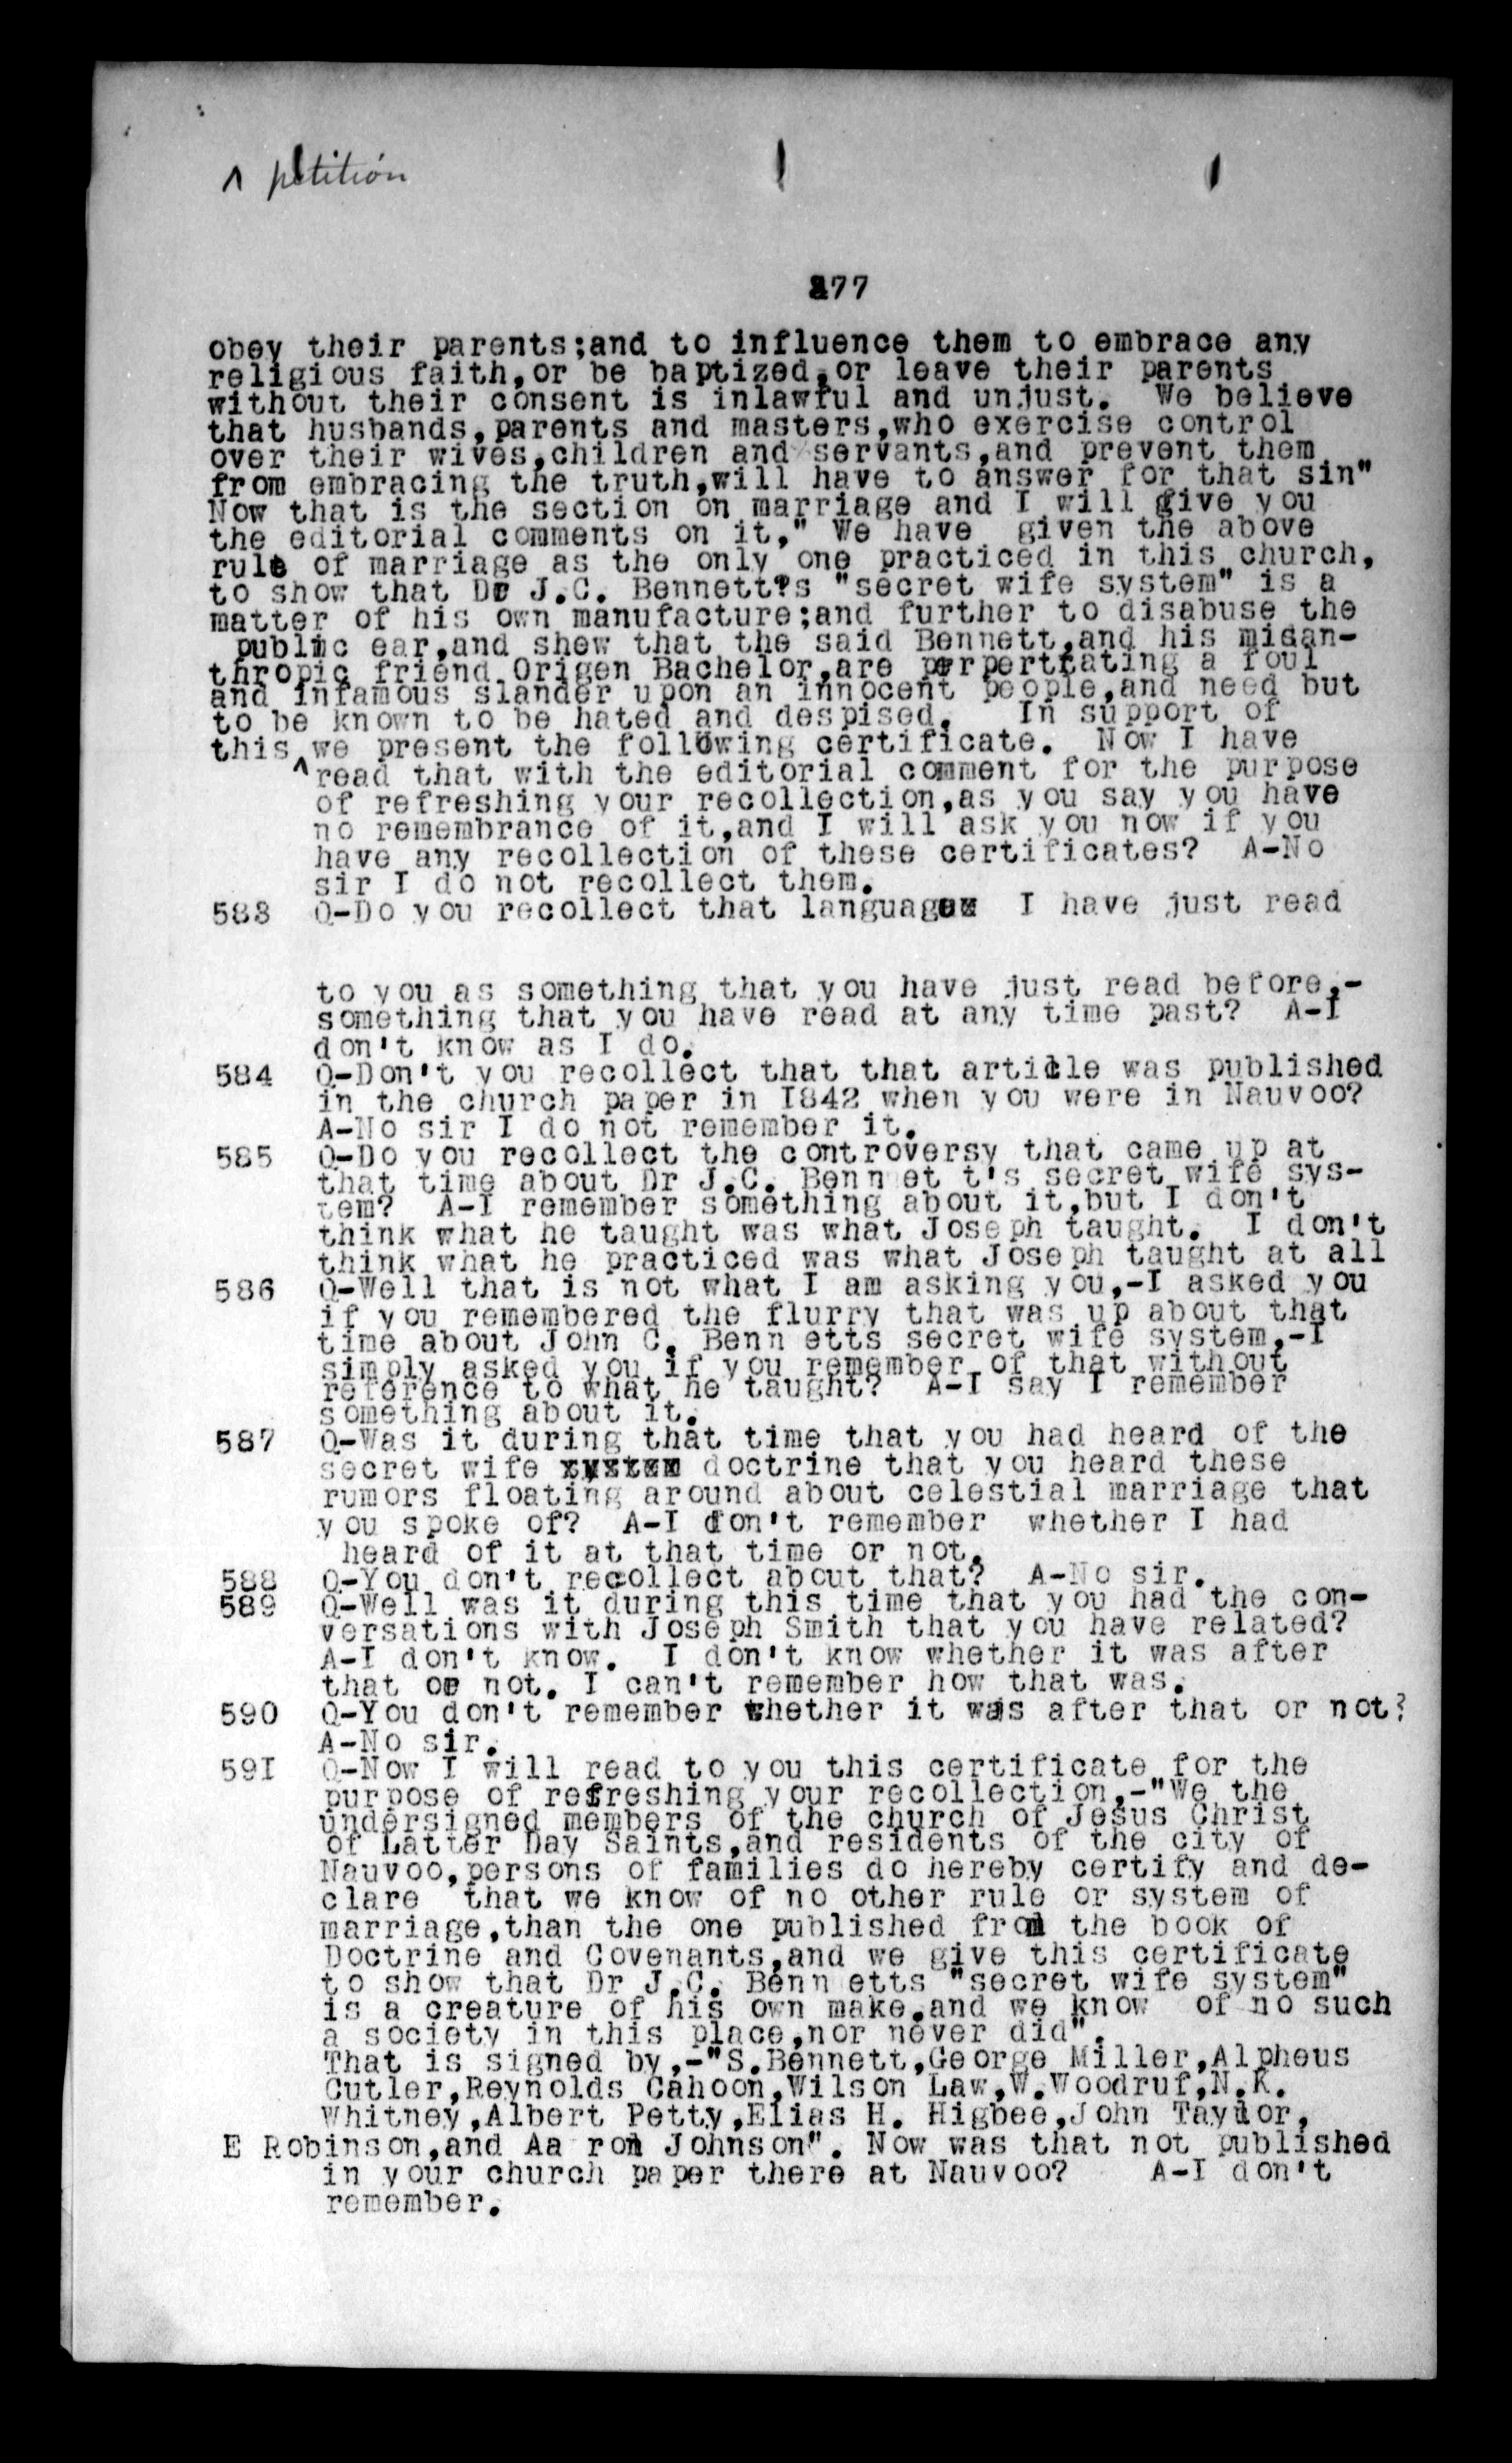 ^ petition
277
obey their parents;and to influence them to embrace any
religious faith,or be baptized,or leave their parents
without their consent is inlawful and unjust. We believe
that husbands,parents and masters,who exercise control
over their wives,children and servants,and prevent them
from embracing the truth,will have to answer for that sin"
Now that is the section on marriage and I will give you
the editorial comments on it," We have given the above
rule of marriage as the only one practiced in this church,
to show that Dr J.C. Bennett's "secret wife system" is a
matter of his own manufacture;and further to disabuse the
public ear,and shew that the said Bennett,and his misan-
thropic friend Origen Bachelor,are perpertrating a foul
and infamous slander upon an innocent people,and need but
to be known to be hated and despised. In support of
this^we present the following certificate. Now I have
read that with the editorial comment for the purpose
of refreshing your recollection,as you say you have
no remembrance of it,and I will ask you now if you
have any recollection of these certificates? A-No
sir I do not recollect them.
583 Q-Do you recollect that language I have just read
to you as something that you have just read before,-
something that you have read at any time past? A-I
don't know as I do.
584 Q-Don't you recollect that that article was published
in the church paper in I842 when you were in Nauvoo?
A-No sir I do not remember it.
585 Q-Do you recollect the controversy that came up at
that time about Dr J.C. Benn et t's secret wife sys-
tem? A-I remember something about it,but I don't
think what he taught was what Joseph taught. I don't
think what he practiced was what Joseph taught at all
586 Q-Well that is not what I am asking you,-I asked you
if you remembered the flurry that was up about that
time about John C. Benn etts secret wife system,-I
simply asked you if you remember of that without
reference to what he taught? A-I say I remember
something about it.
587 Q-Was it during that time that you had heard of the
secret wife xxxxxx doctrine that you heard these
rumors floating around about celestial marriage that
you spoke of? A-I don't remember whether I had
heard of it at that time or not.
588 Q-You don't recollect about that? A-No sir.
589 Q-Well was it during this time that you had the con-
versations with Joseph Smith that you have related?
A-I don't know. I don't know whether it was after
that or not. I can't remember how that was.
590 Q-You don't remember whether it was after that or not?
A-No sir.
59I Q-Now I will read to you this certificate for the
purpose of refreshing your recollection,-"We the
undersigned members of the church of Jesus Christ
of Latter Day Saints,and residents of the city of
Nauvoo,persons of families do hereby certify and de-
clare that we know of no other rule or system of
marriage,than the one published from the book of
Doctrine and Covenants,and we give this certificate
to show that Dr J.C. Benn etts "secret wife system"
is a creature of his own make,and we know of no such
a society in this place,nor never did".
That is signed by,-"S.Bennett,George Miller,Alpheus
Cutler,Reynolds Cahoon,Wilson Law,W.Woodruf,N.K.
Whitney,Albert Petty,Elias H. Higbee,John Taylor,
E Robinson,and Aa ron Johnson". Now was that not published
in your church paper there at Nauvoo? A-I don't
remember.